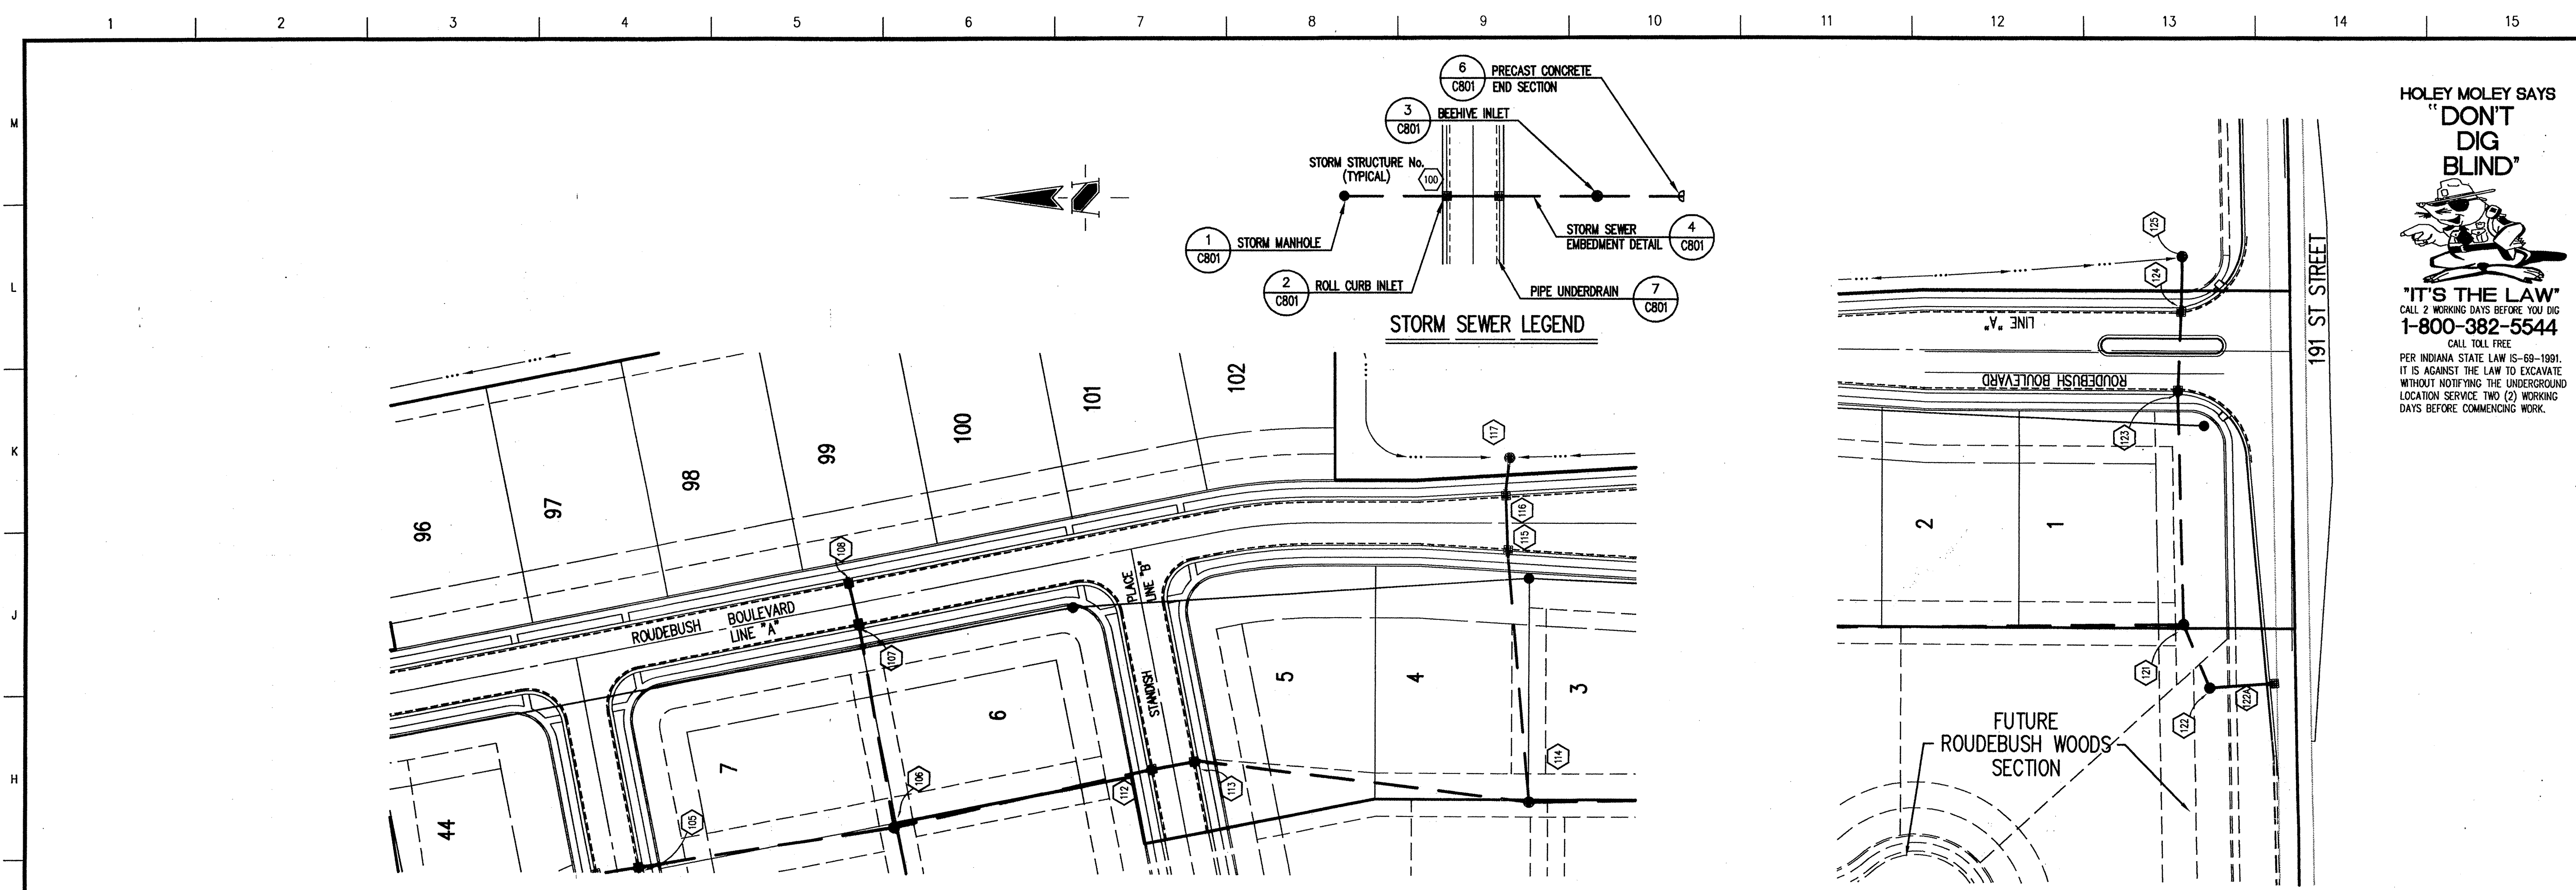 1 2 3 4 5 6 7 8 9 10 11 12 13 14 15
M
L
K
J
H
6
C801
PRECAST CONCRETE
END SECTION
3
C801
BEEHIVE INLET
STORM STRUCTURE No.
(TYPICAL)
100
1
C801
STORM MANHOLE
STORM SEWER
EMBEDMENT DETAIL
4
C801
2
C801
ROLL CURB INLET
PIPE UNDERDRAIN
7
C801
STORM SEWER LEGEND
HOLEY MOLEY SAYS
"DON'T
DIG
BLIND"
"IT'S THE LAW"
CALL 2 WORKING DAYS BEFORE YOU DIG
1-800-382-5544
CALL TOLL FREE
PER INDIANA STATE LAW IS-69-1991.
IT IS AGAINST THE LAW TO EXCAVATE
WITHOUT NOTIFYING THE UNDERGROUND
LOCATION SERVICE TWO (2) WORKING
DAYS BEFORE COMMENCING WORK.
96
97
98
99
100
101
102
108
ROUDEBUSH BOULEVARD
LINE "A"
107
PLACE
LINE "B"
STANDISH
117
116
115
114
113
112
106
105
44
7
6
5
4
3
125
124
LINE "A"
ROUDEBUSH BOULEVARD
191 ST STREET
123
2
1
121
122
122A
FUTURE
ROUDEBUSH WOODS
SECTION